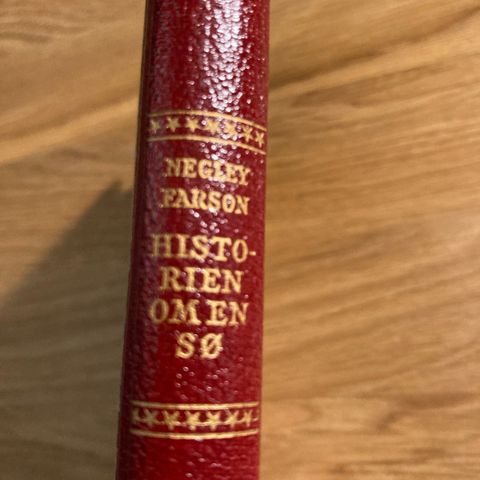 NEGLEY
FARSON
HISTO-
RIEN
OM EN
SØ